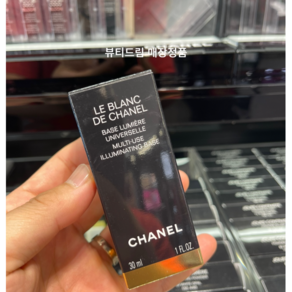 뷰티드림 매장정품
LE BLANC
DE CHANEL
BASE LUMIÈRE
UNIVERSELLE
MULTI-USE
ILLUMINATING BASE
CHANEL
30 ml
1 FL.OZ.